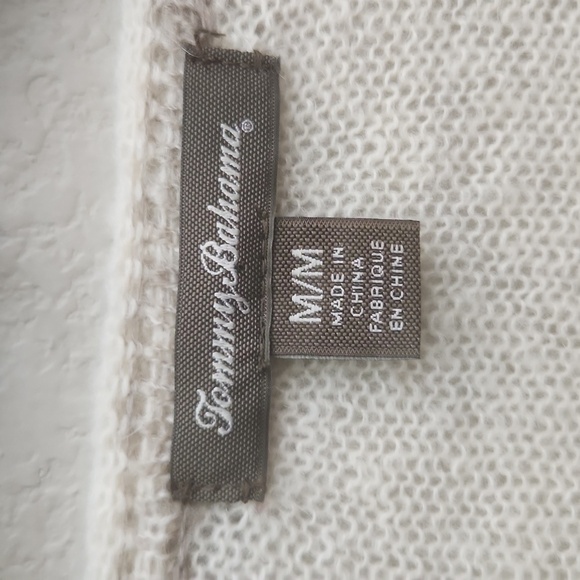 Tommy Bahama®
M/M
MADE IN
CHINA
FABRIQUE
EN CHINE